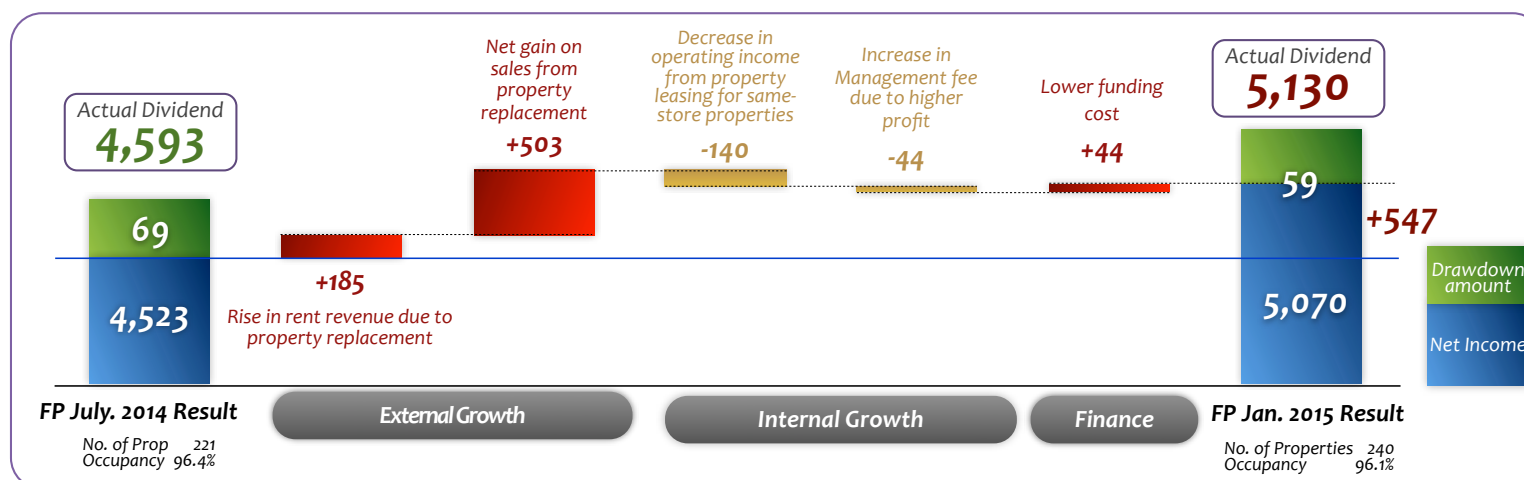 Actual Dividend
4,593
69
4,523
+185
Rise in rent revenue due to
property replacement
Net gain on
sales from
property
replacement
+503
Decrease in
operating income
from property
leasing for same-
store properties
-140
Increase in
Management fee
due to higher
profit
-44
Lower funding
cost
+44
Actual Dividend
5,130
59
5,070
+547
Drawdown
amount
Net Income
FP July. 2014 Result
No. of Prop 221
Occupancy 96.4%
External Growth
Internal Growth
Finance
FP Jan. 2015 Result
No. of Properties 240
Occupancy 96.1%